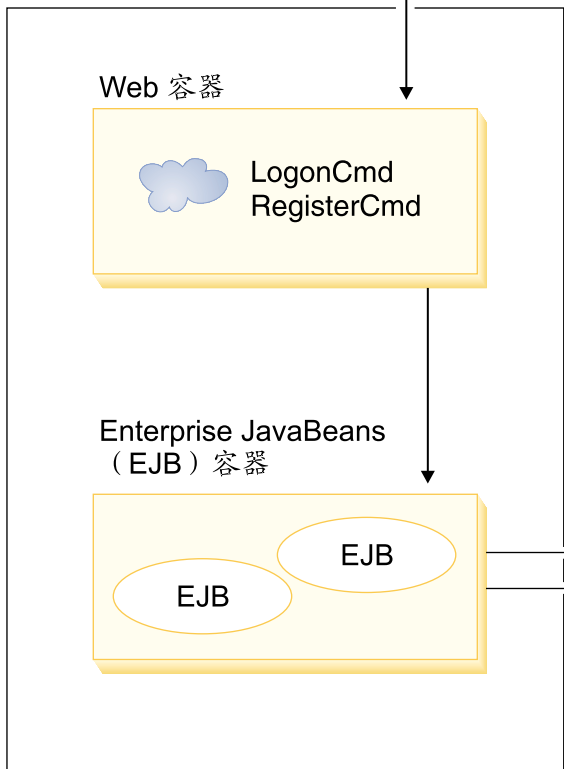 Web 容器
LogonCmd
RegisterCmd
Enterprise JavaBeans
（EJB）容器
EJB
EJB